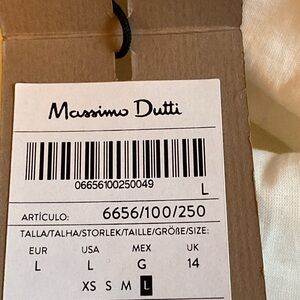 Massimo Dutti
06656100250049
L
ARTÍCULO: 6656/100/250
TALLA/TALHA/STORLEK/TAILLE/GRÖßE/SIZE:
EUR USA MEX UK
L L G 14
XS S M L